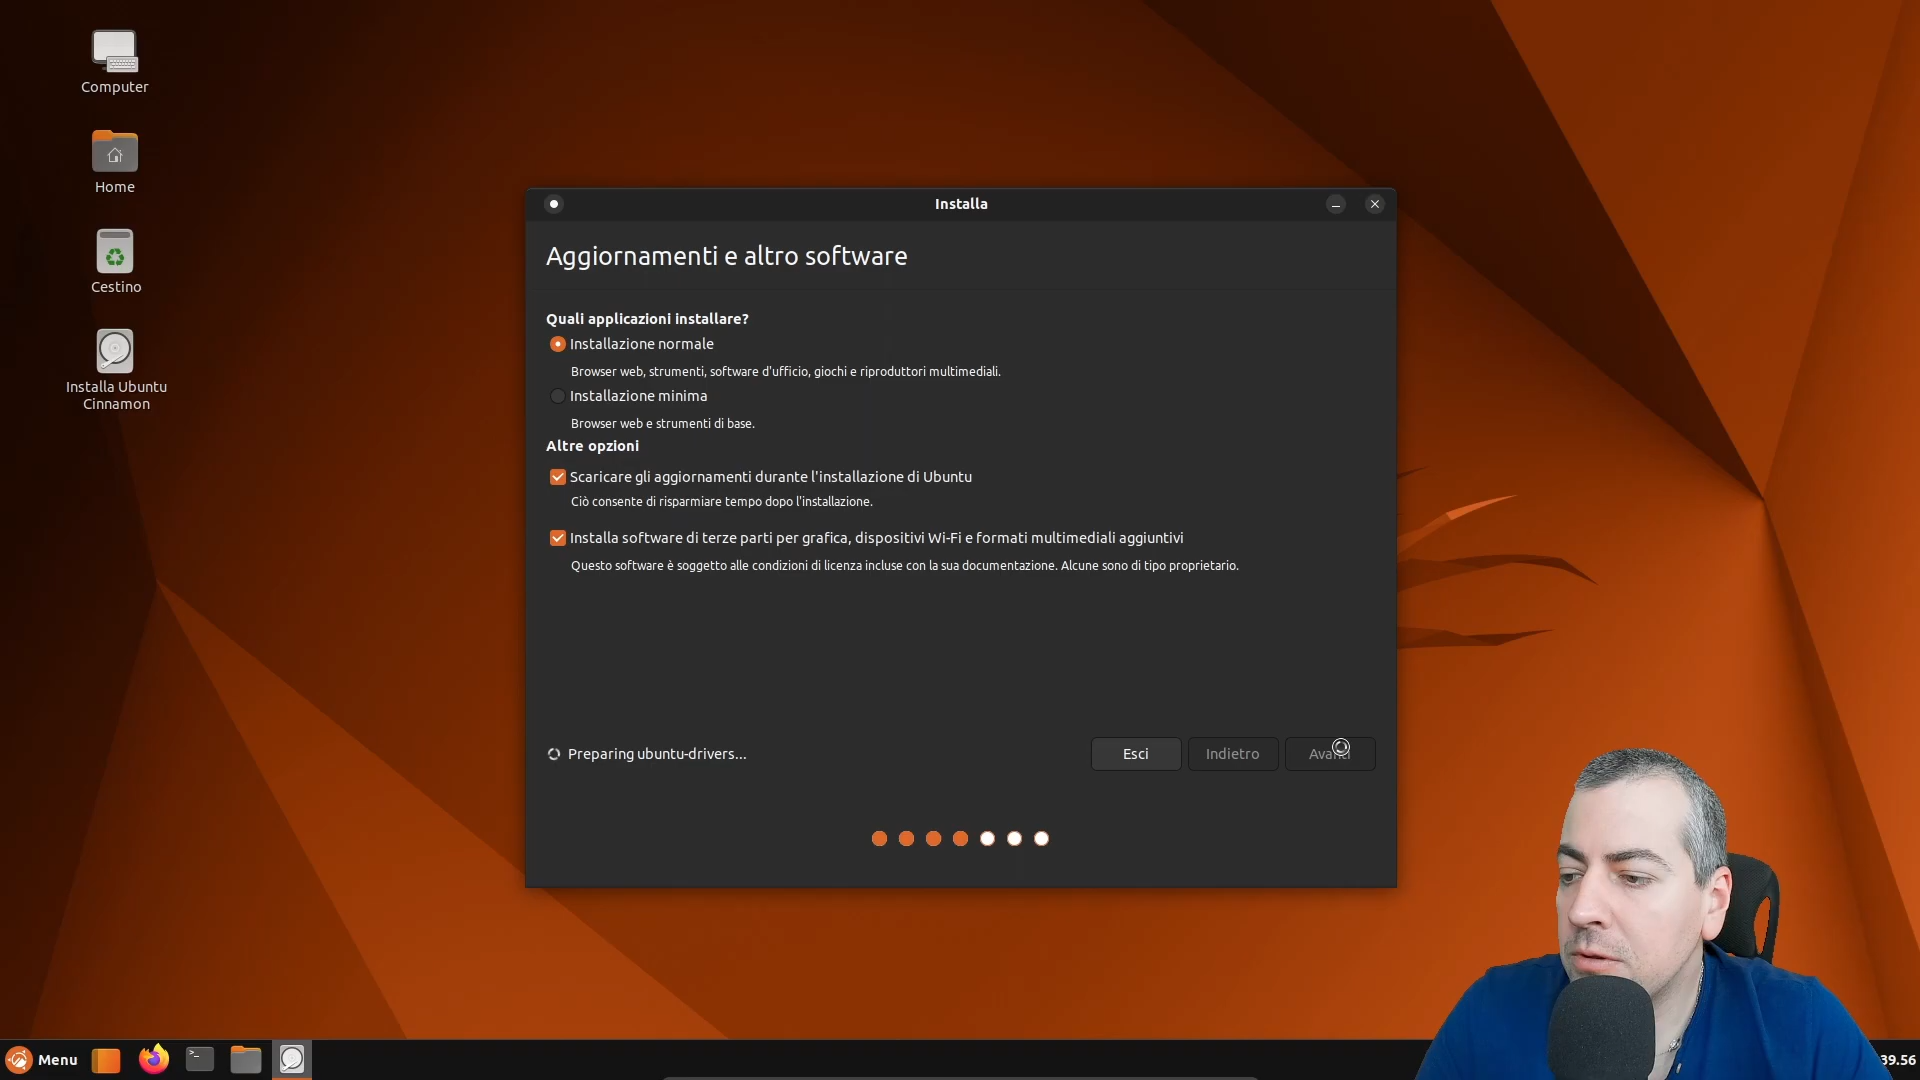 Computer
Home
Cestino
Installa Ubuntu
Cinnamon
Installa
Aggiornamenti e altro software
Quali applicazioni installare?
Installazione normale
Browser web, strumenti, software d'ufficio, giochi e riproduttori multimediali.
Installazione minima
Browser web e strumenti di base.
Altre opzioni
Scaricare gli aggiornamenti durante l'installazione di Ubuntu
Ciò consente di risparmiare tempo dopo l'installazione.
Installa software di terze parti per grafica, dispositivi Wi-Fi e formati multimediali aggiuntivi
Questo software è soggetto alle condizioni di licenza incluse con la sua documentazione. Alcune sono di tipo proprietario.
Preparing ubuntu-drivers...
Esci
Indietro
Avanti
Menu
39.56